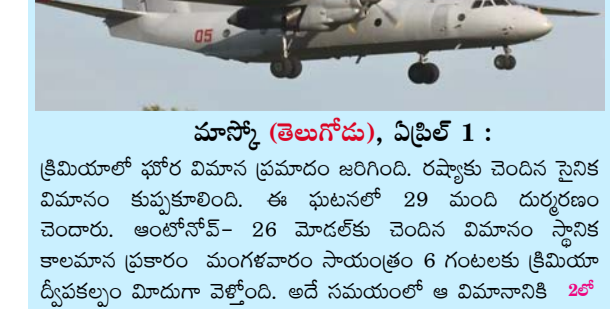 05
మాస్కో (తెలుగోడు), ఏప్రిల్ 1 :
క్రిమియాలో ఘోర విమాన ప్రమాదం జరిగింది. రష్యాకు చెందిన సైనిక
విమానం కుప్పకూలింది. ఈ ఘటనలో 29 మంది దుర్మరణం
చెందారు. ఆంటోనోవ్- 26 మోడల్‌కు చెందిన విమానం స్థానిక
కాలమాన ప్రకారం మంగళవారం సాయంత్రం 6 గంటలకు క్రిమియా
ద్వీపకల్పం మీదుగా వెళ్తోంది. అదే సమయంలో ఆ విమానానికి 2లో